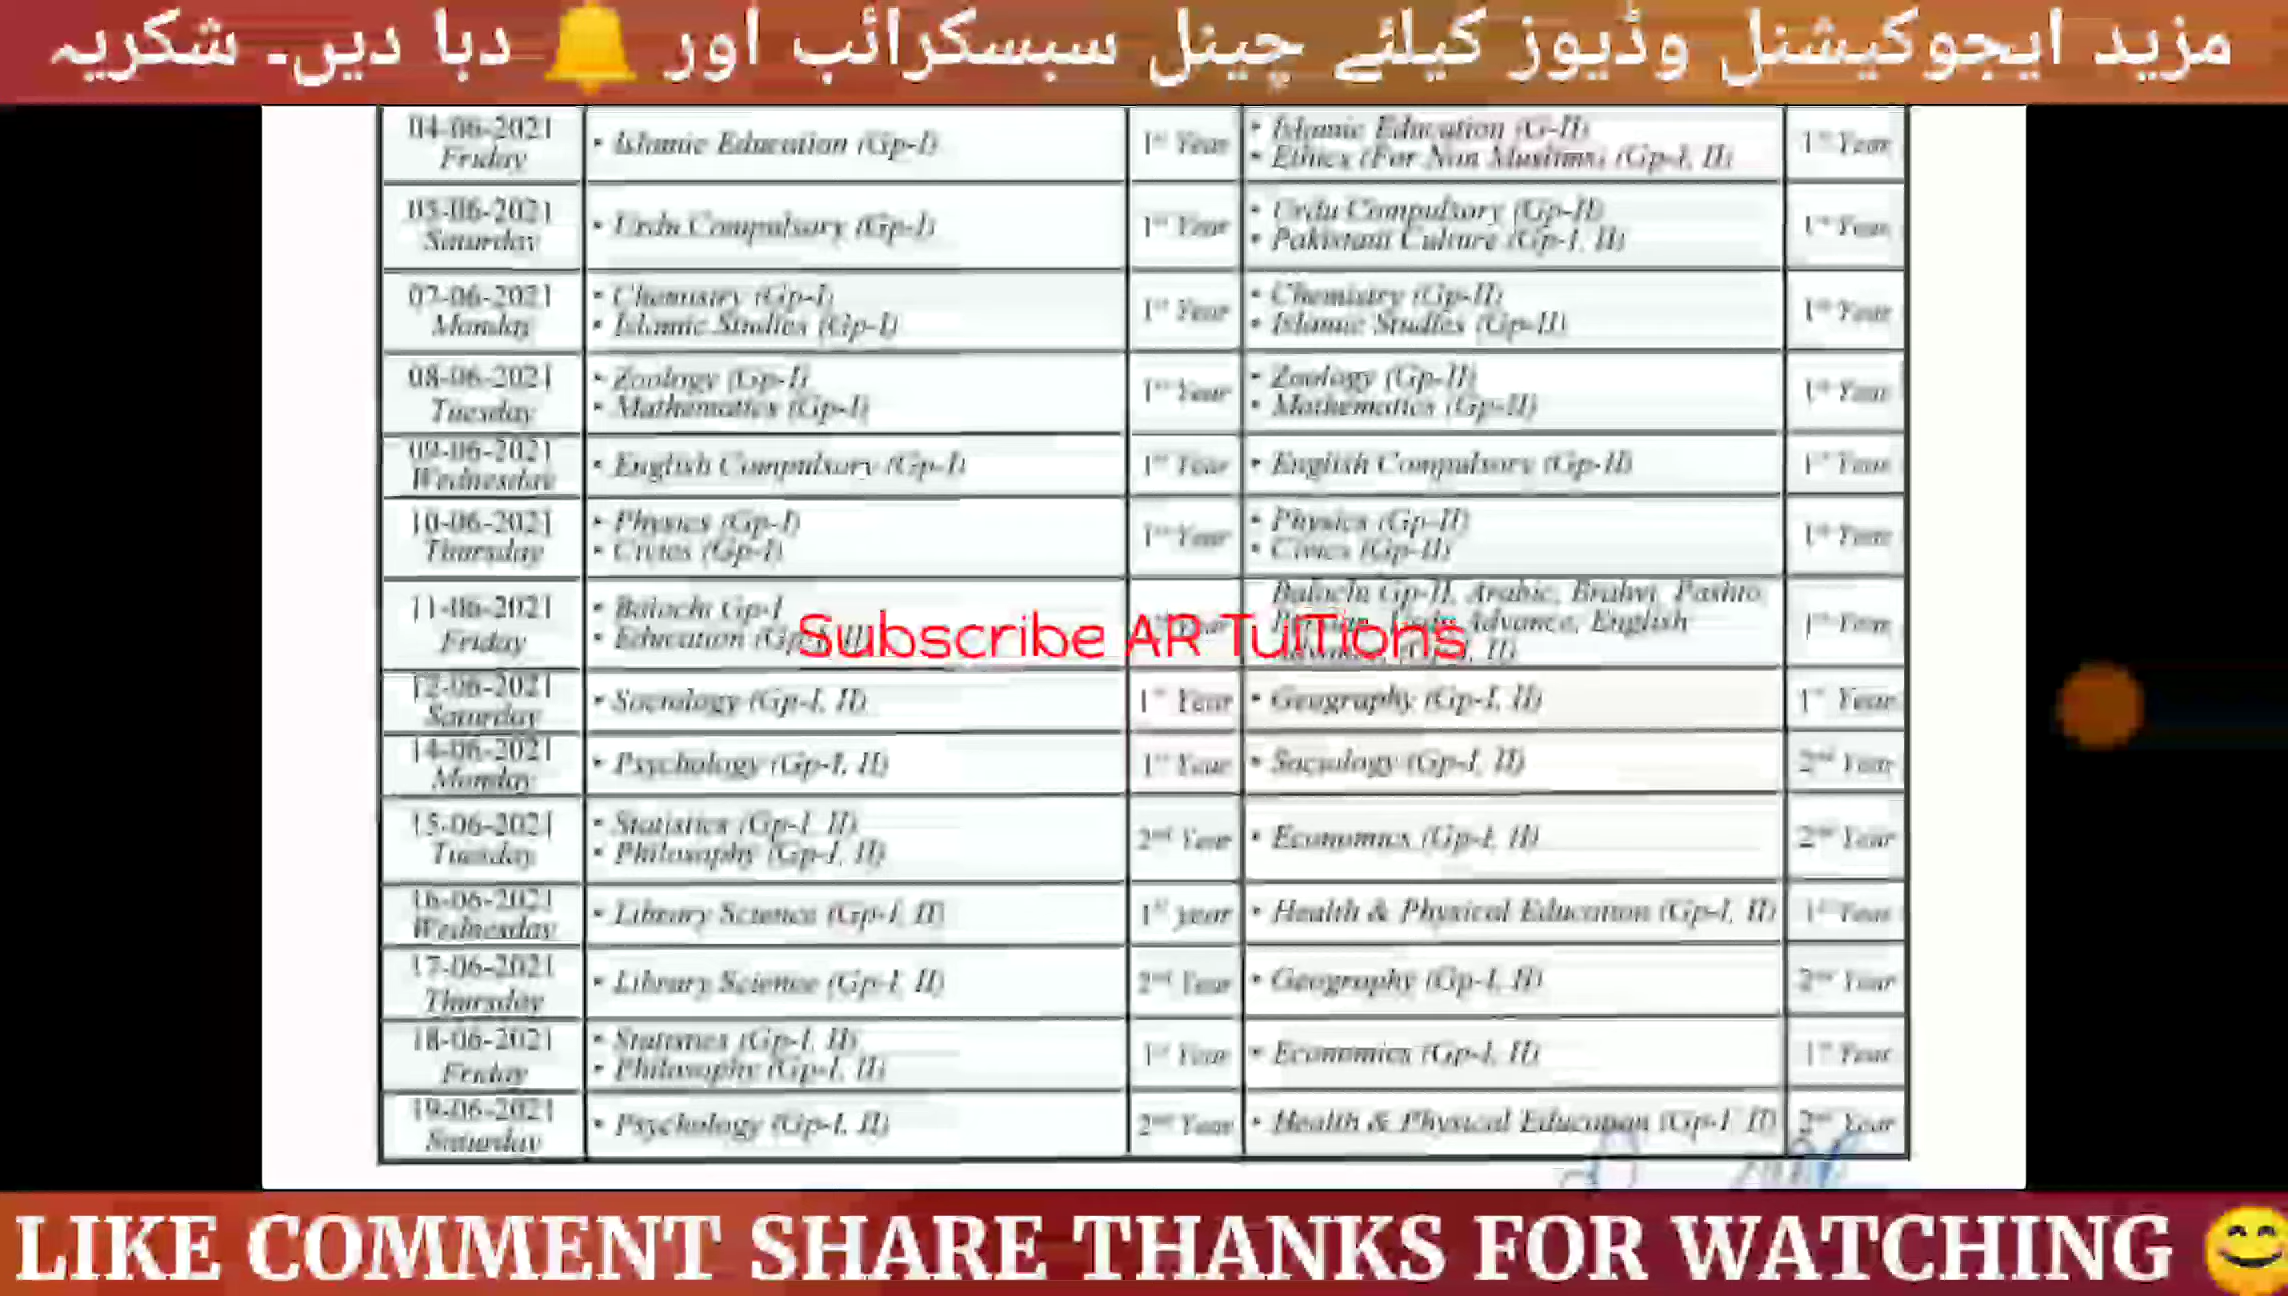 مزید ایجوکیشنل وڈیوز کیلئے چینل سبسکرائب اور 🔔 دبا دیں۔ شکریہ
04-06-2021 Friday • Islamic Education (Gp-I) 1st Year • Islamic Education (G-II) 1st Year
• Ethics (For Non Muslims) (Gp-I, II)
05-06-2021 Saturday • Urdu Compulsory (Gp-I) 1st Year • Urdu Compulsory (Gp-II) 1st Year
• Pakistani Culture (Gp-I, II)
07-06-2021 • Chemistry (Gp-I) 1st Year • Chemistry (Gp-II) 1st Year
Monday • Islamic Studies (Gp-I) • Islamic Studies (Gp-II)
08-06-2021 • Zoology (Gp-I) 1st Year • Zoology (Gp-II) 1st Year
Tuesday • Mathematics (Gp-I) • Mathematics (Gp-II)
09-06-2021 Wednesday • English Compulsory (Gp-I) 1st Year • English Compulsory (Gp-II) 1st Year
10-06-2021 • Physics (Gp-I) 1st Year • Physics (Gp-II) 1st Year
Thursday • Civics (Gp-I) • Civics (Gp-II)
11-06-2021 • Balochi Gp-I Balochi Gp-II, Arabic, Brahvi, Pashto, 1st Year
Friday • Education Advance, English
Subscribe AR TuiTions
12-06-2021 Saturday • Sociology (Gp-I, II) 1st Year • Geography (Gp-I, II) 1st Year
14-06-2021 Monday • Psychology (Gp-I, II) 1st Year • Sociology (Gp-I, II) 2nd Year
15-06-2021 • Statistics (Gp-I, II) 2nd Year • Economics (Gp-I, II) 2nd Year
Tuesday • Philosophy (Gp-I, II)
16-06-2021 Wednesday • Library Science (Gp-I, II) 1st year • Health & Physical Education (Gp-I, II) 1st Year
17-06-2021 Thursday • Library Science (Gp-I, II) 2nd Year • Geography (Gp-I, II) 2nd Year
18-06-2021 • Statistics (Gp-I, II) 1st Year • Economics (Gp-I, II) 1st Year
Friday • Philosophy (Gp-I, II)
19-06-2021 Saturday • Psychology (Gp-I, II) 2nd Year • Health & Physical Education (Gp-I, II) 2nd Year
LIKE COMMENT SHARE THANKS FOR WATCHING 😊